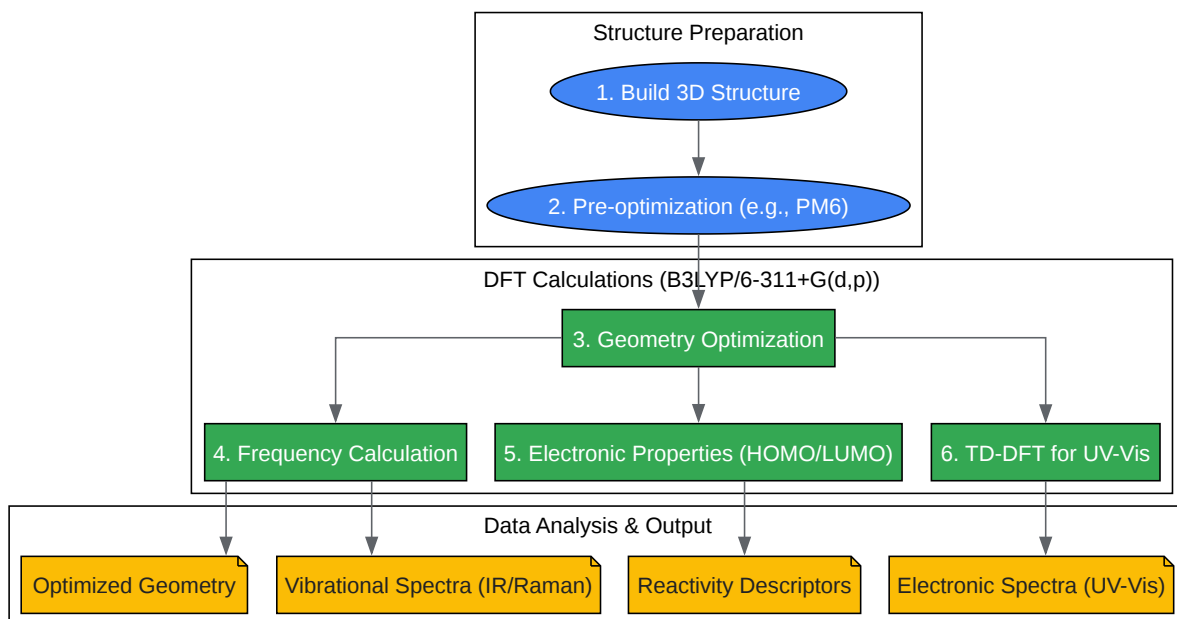 Structure Preparation
1. Build 3D Structure
2. Pre-optimization (e.g., PM6)
DFT Calculations (B3LYP/6-311+G(d,p))
3. Geometry Optimization
4. Frequency Calculation
5. Electronic Properties (HOMO/LUMO)
6. TD-DFT for UV-Vis
Data Analysis & Output
Optimized Geometry
Vibrational Spectra (IR/Raman)
Reactivity Descriptors
Electronic Spectra (UV-Vis)